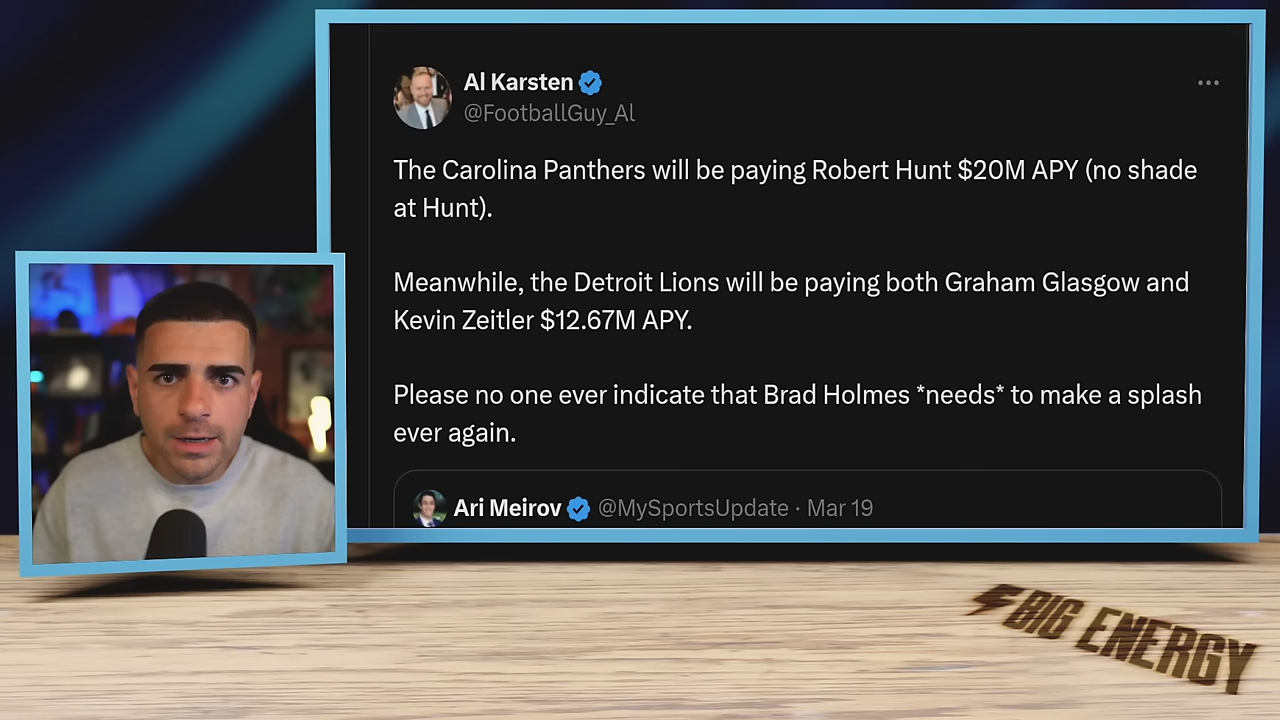 Al Karsten
@FootballGuy_Al
The Carolina Panthers will be paying Robert Hunt $20M APY (no shade
at Hunt).
Meanwhile, the Detroit Lions will be paying both Graham Glasgow and
Kevin Zeitler $12.67M APY.
Please no one ever indicate that Brad Holmes *needs* to make a splash
ever again.
Ari Meirov @MySportsUpdate · Mar 19
BIG ENERGY